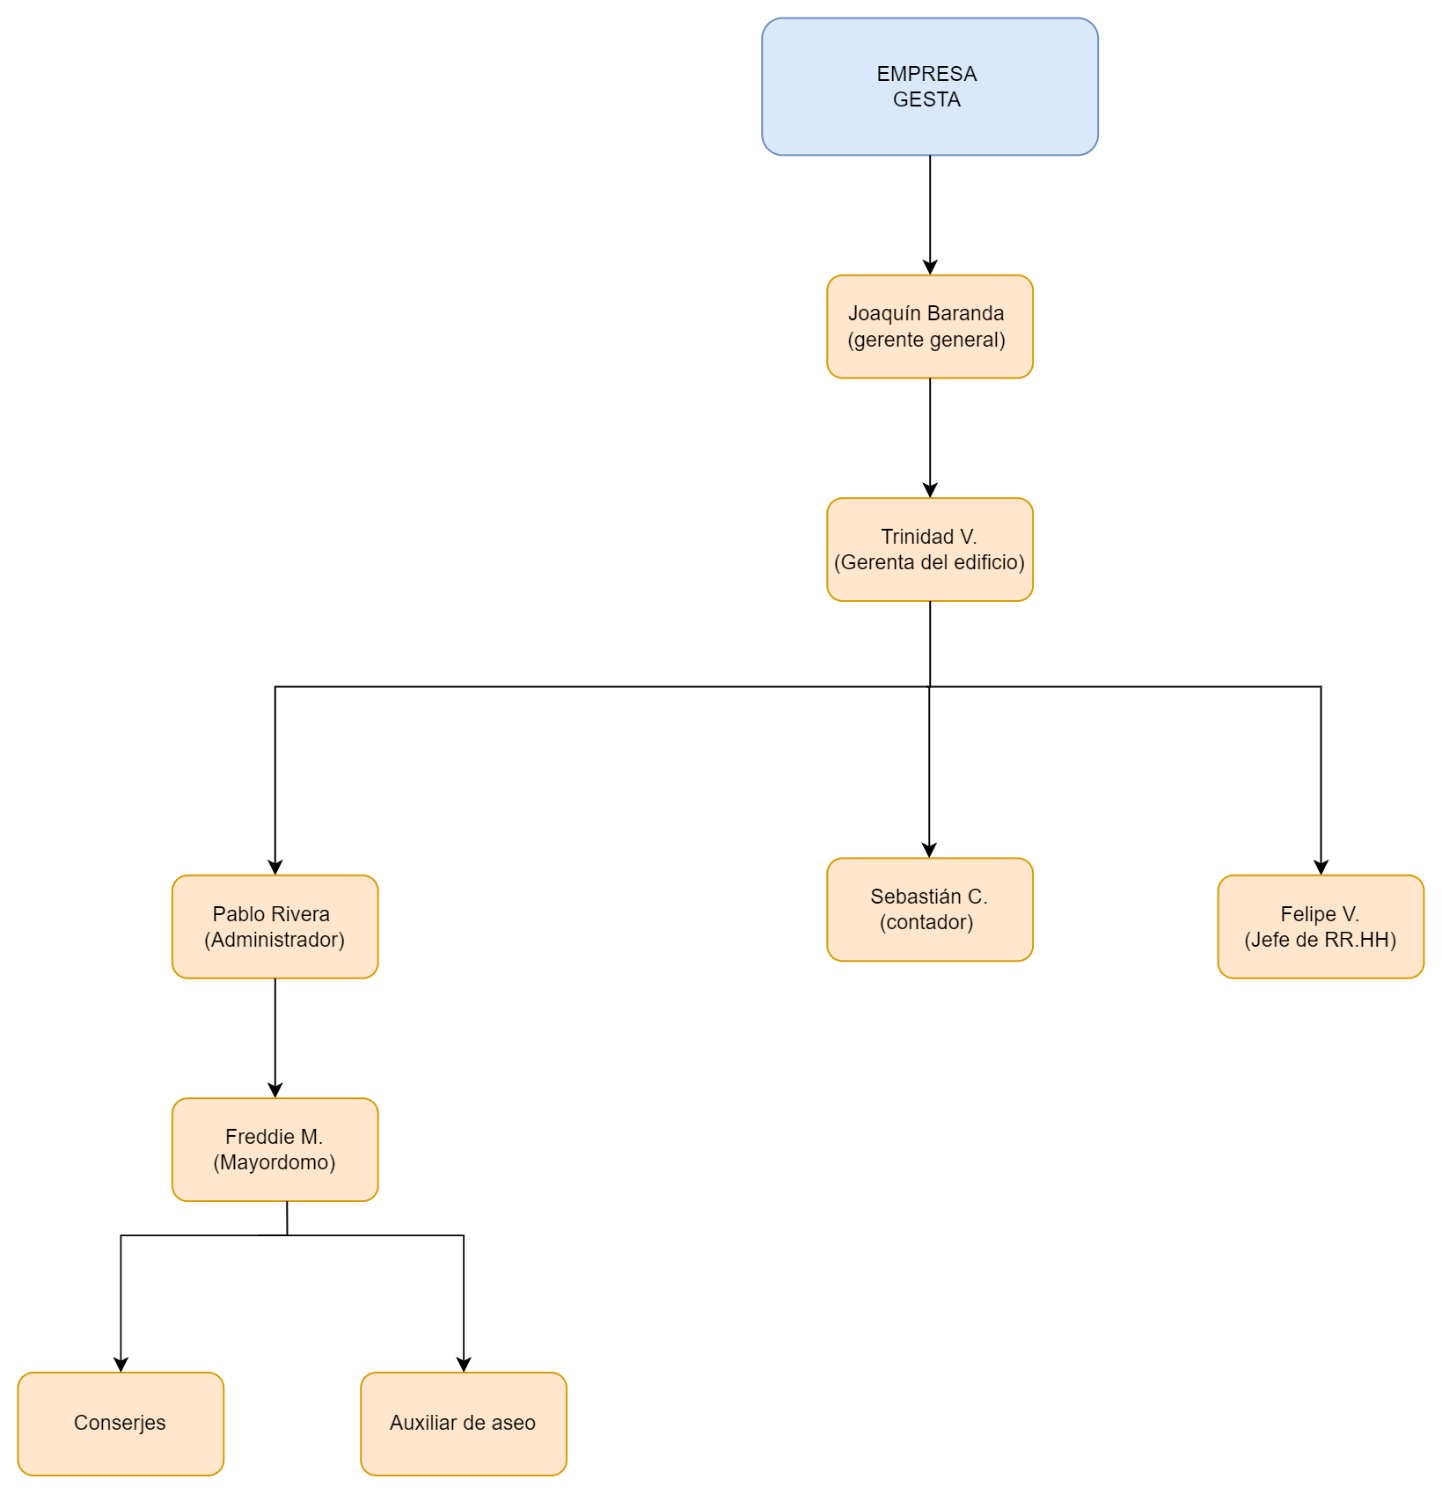 EMPRESA
GESTA
Joaquín Baranda
(gerente general)
Trinidad V.
(Gerenta del edificio)
Pablo Rivera
(Administrador)
Sebastián C.
(contador)
Felipe V.
(Jefe de RR.HH)
Freddie M.
(Mayordomo)
Conserjes
Auxiliar de aseo